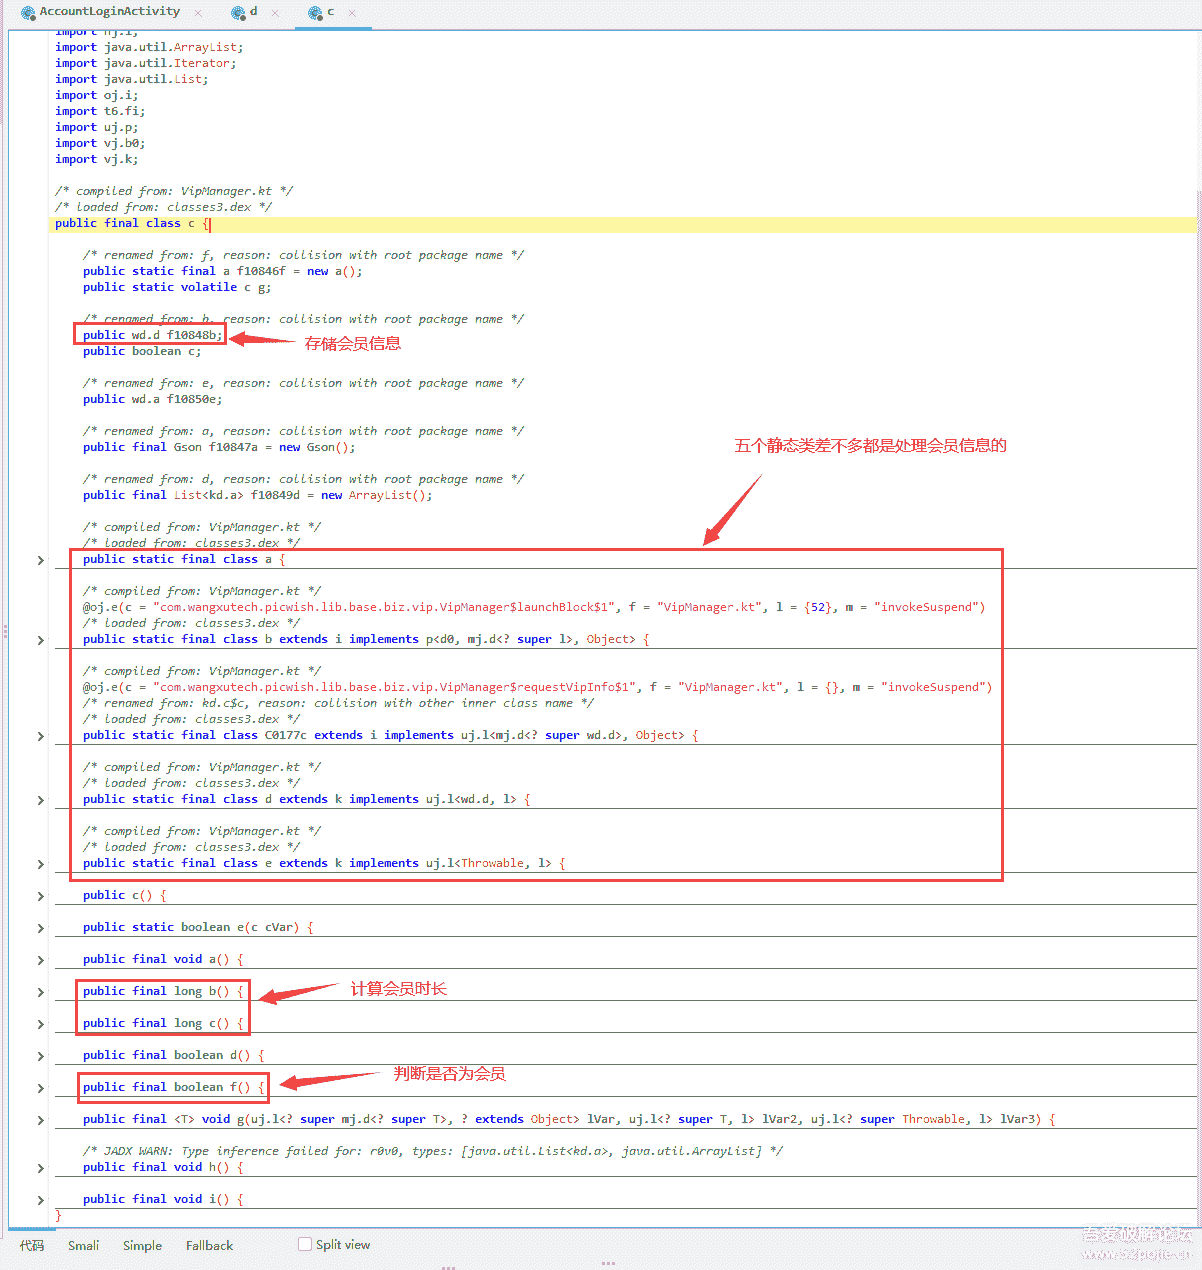 AccountLoginActivity × d × c ×
import nj.i;
import java.util.ArrayList;
import java.util.Iterator;
import java.util.List;
import oj.i;
import t6.fi;
import uj.p;
import vj.b0;
import vj.k;
/* compiled from: VipManager.kt */
/* loaded from: classes3.dex */
public final class c {
/* renamed from: f, reason: collision with root package name */
public static final a f10846f = new a();
public static volatile c g;
/* renamed from: b, reason: collision with root package name */
public wd.d f10848b;
存储会员信息
public boolean c;
/* renamed from: e, reason: collision with root package name */
public wd.a f10850e;
/* renamed from: a, reason: collision with root package name */
public final Gson f10847a = new Gson();
五个静态类差不多都是处理会员信息的
/* renamed from: d, reason: collision with root package name */
public final List<kd.a> f10849d = new ArrayList();
/* compiled from: VipManager.kt */
/* loaded from: classes3.dex */
public static final class a {
/* compiled from: VipManager.kt */
@oj.e(c = "com.wangxutech.picwish.lib.base.biz.vip.VipManager$launchBlock$1", f = "VipManager.kt", l = {52}, m = "invokeSuspend")
/* loaded from: classes3.dex */
public static final class b extends i implements p<d0, mj.d<? super l>, Object> {
/* compiled from: VipManager.kt */
@oj.e(c = "com.wangxutech.picwish.lib.base.biz.vip.VipManager$requestVipInfo$1", f = "VipManager.kt", l = {}, m = "invokeSuspend")
/* renamed from: kd.c$c, reason: collision with other inner class name */
/* loaded from: classes3.dex */
public static final class C0177c extends i implements uj.l<mj.d<? super wd.d>, Object> {
/* compiled from: VipManager.kt */
/* loaded from: classes3.dex */
public static final class d extends k implements uj.l<wd.d, l> {
/* compiled from: VipManager.kt */
/* loaded from: classes3.dex */
public static final class e extends k implements uj.l<Throwable, l> {
public c() {
public static boolean e(c cVar) {
public final void a() {
public final long b() {
计算会员时长
public final long c() {
public final boolean d() {
判断是否为会员
public final boolean f() {
public final <T> void g(uj.l<? super mj.d<? super T>, ? extends Object> lVar, uj.l<? super T, l> lVar2, uj.l<? super Throwable, l> lVar3) {
/* JADX WARN: Type inference failed for: r0v0, types: [java.util.List<kd.a>, java.util.ArrayList] */
public final void h() {
public final void i() {
}
吾爱破解论坛
www.52pojie.cn
代码 Smali Simple Fallback Split view